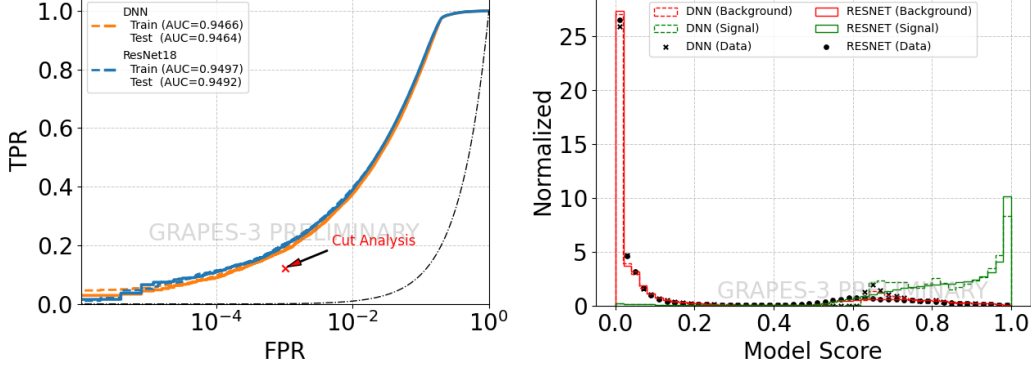 DNN
Train (AUC=0.9466)
Test (AUC=0.9464)
ResNet18
Train (AUC=0.9497)
Test (AUC=0.9492)
1.0
0.8
0.6
0.4
0.2
0.0
TPR
GRAPES-3 PRELIMINARY
Cut Analysis
10⁻⁴
10⁻²
10⁰
FPR
DNN (Background)
DNN (Signal)
DNN (Data)
RESNET (Background)
RESNET (Signal)
RESNET (Data)
25
20
15
10
5
0
Normalized
GRAPES-3 PRELIMINARY
0.0
0.2
0.4
0.6
0.8
1.0
Model Score